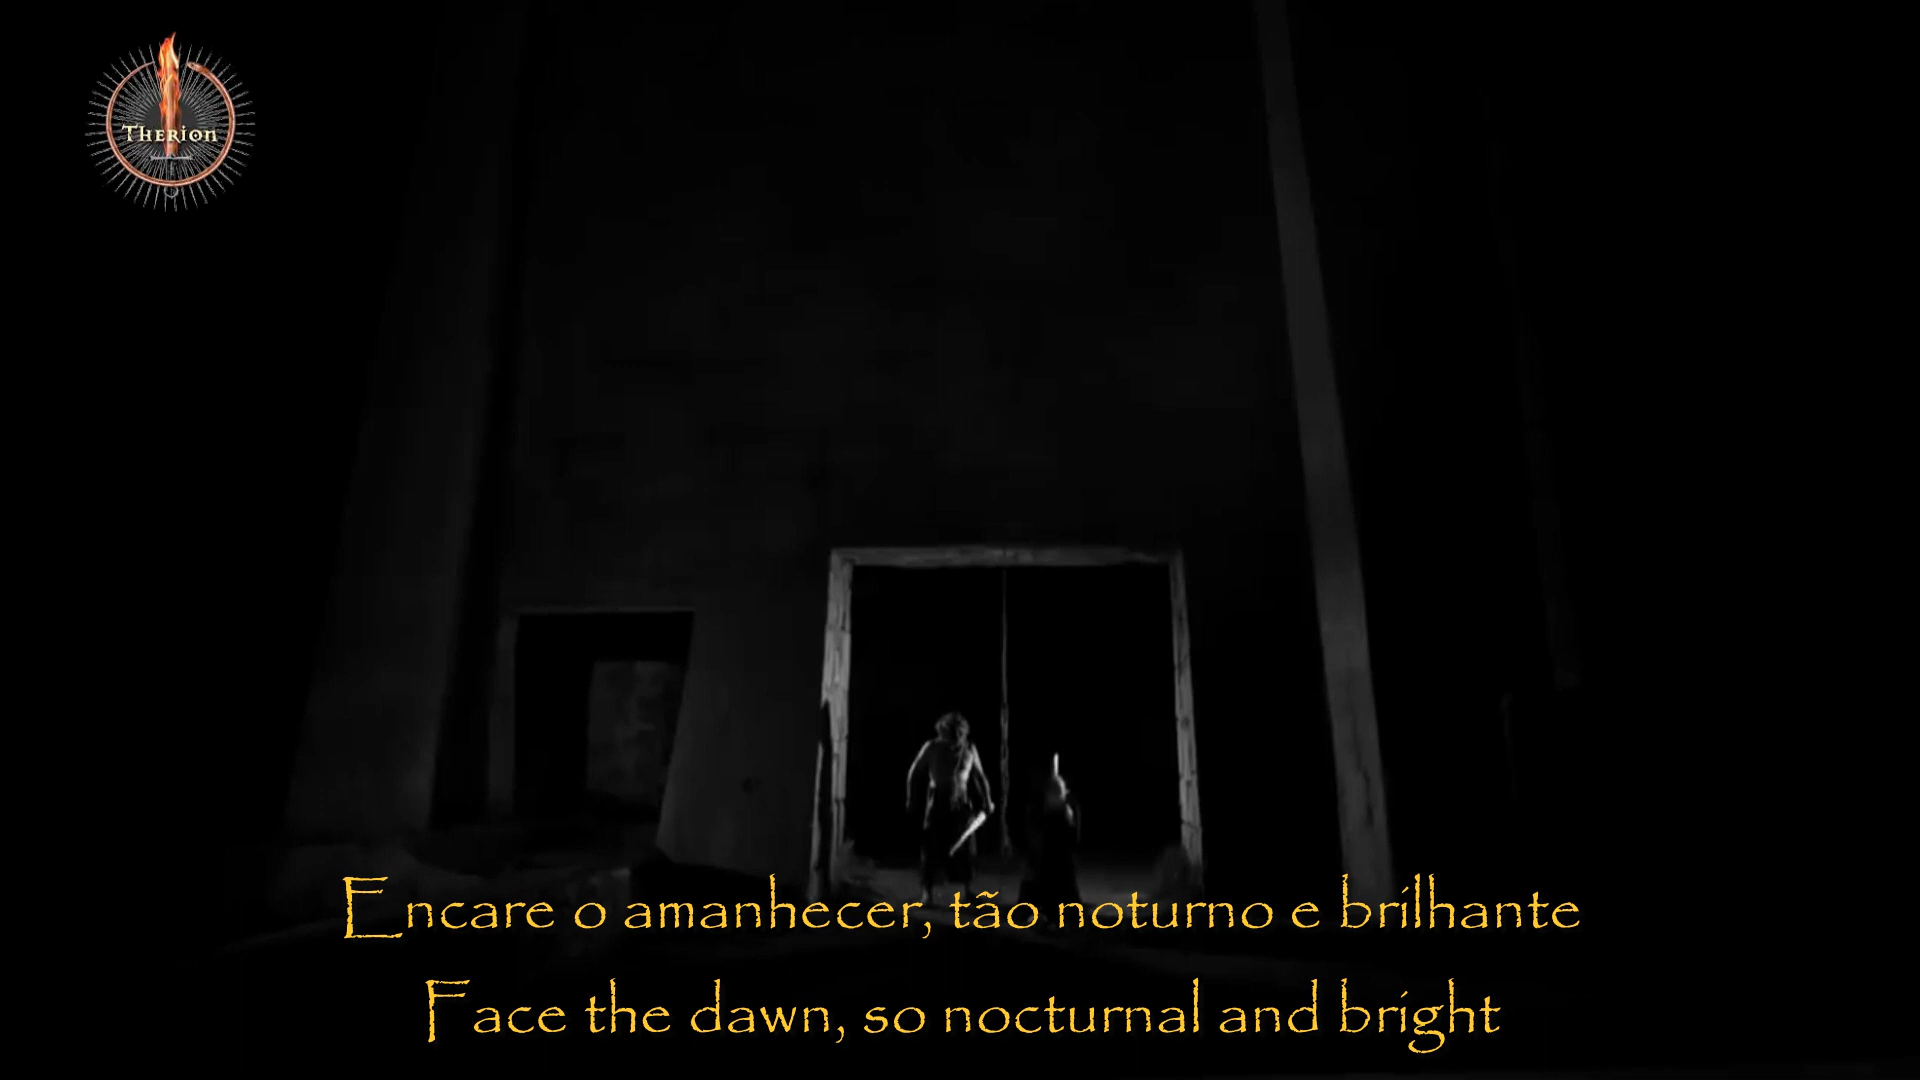 Therion
Encare o amanhecer, tão noturno e brilhante
Face the dawn, so nocturnal and bright